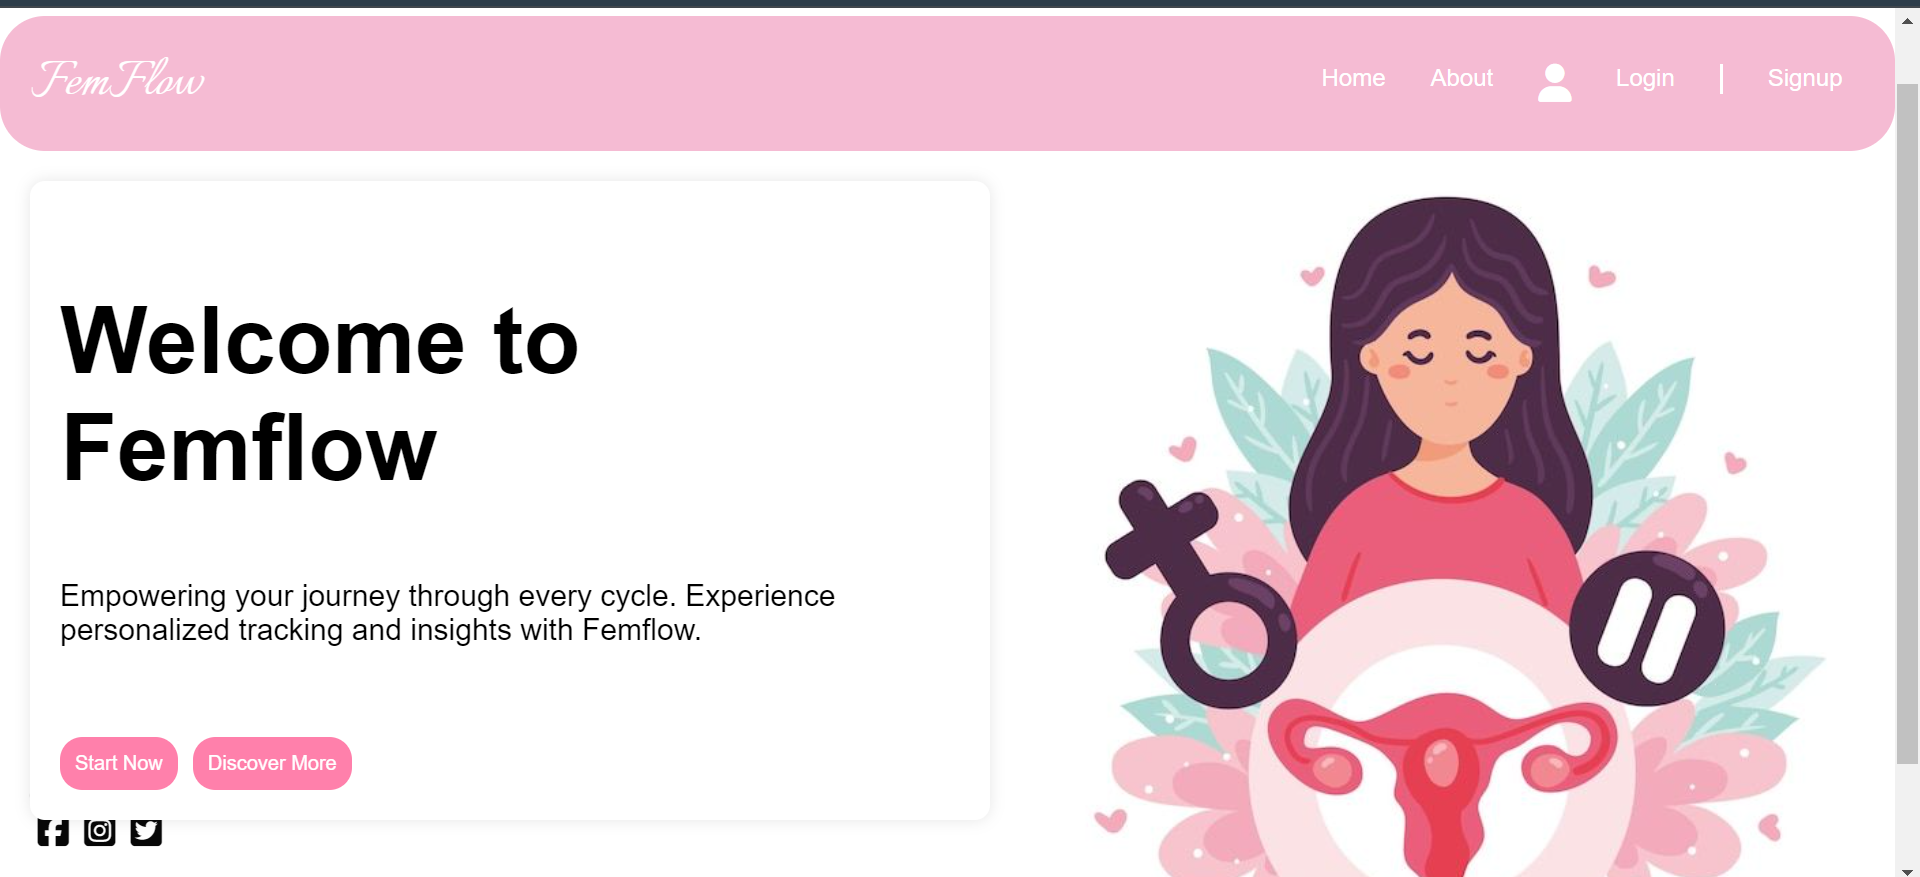 FemFlow
Home About Login | Signup
Welcome to
Femflow
Empowering your journey through every cycle. Experience
personalized tracking and insights with Femflow.
Start Now Discover More